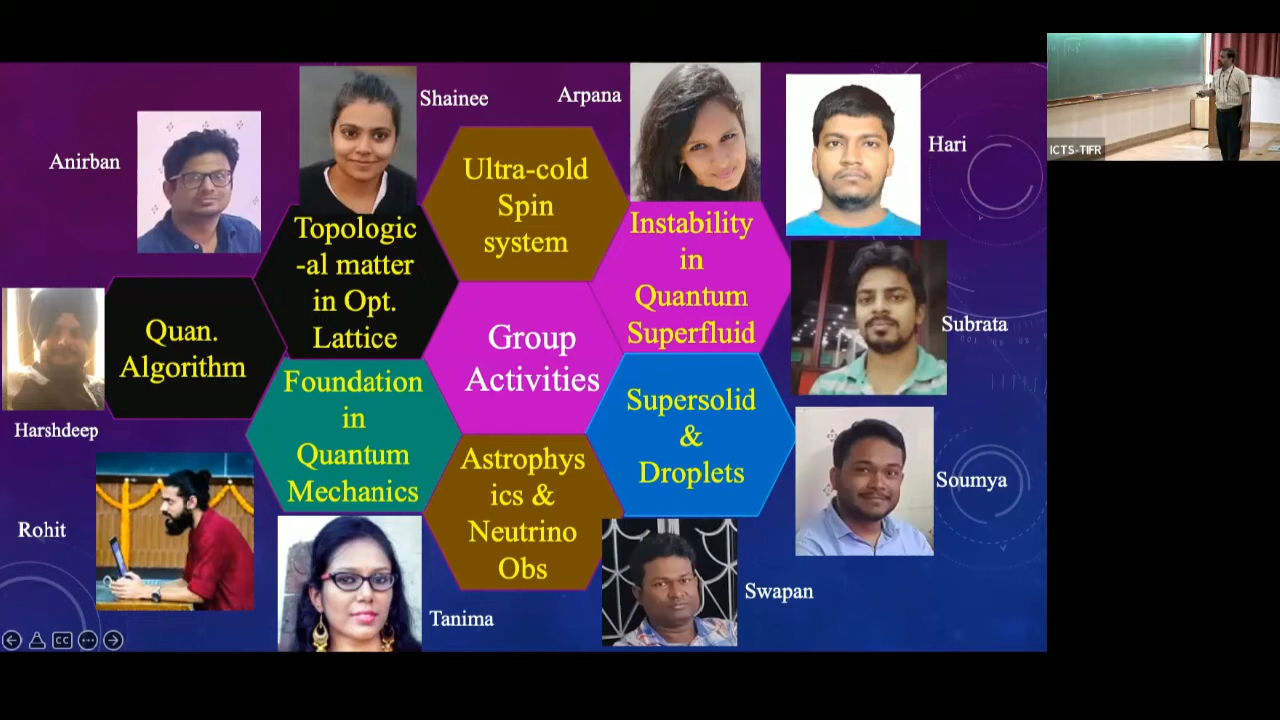 Shainee
Arpana
Anirban
Hari
ICTS-TIFR
Ultra-cold
Spin
system
Topologic
-al matter
in Opt.
Lattice
Instability
in
Quantum
Superfluid
Quan.
Algorithm
Group
Activities
Subrata
Foundation
in
Quantum
Mechanics
Supersolid
&
Droplets
Harshdeep
Astrophys
ics &
Neutrino
Obs
Soumya
Rohit
Swapan
Tanima
CC